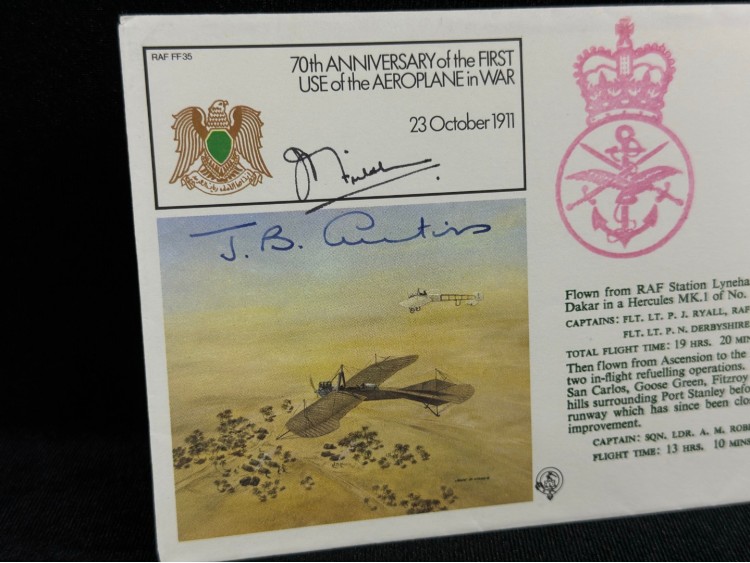 RAF FF35
70th ANNIVERSARY of the FIRST
USE of the AEROPLANE in WAR
23 October 1911
J. B. Curtiss
Flown from RAF Station Lyneha
Dakar in a Hercules MK.1 of No.
CAPTAINS: FLT. LT. P. J. RYALL, RAF
FLT. LT. P. N. DERBYSHIRE
TOTAL FLIGHT TIME: 19 HRS. 20 MIN
Then flown from Ascension to the
two in-flight refuelling operations.
San Carlos, Goose Green, Fitzroy
hills surrounding Port Stanley befo
runway which has since been clo
improvement.
CAPTAIN: SQN. LDR. A. M. ROB
FLIGHT TIME: 13 HRS. 10 MINS